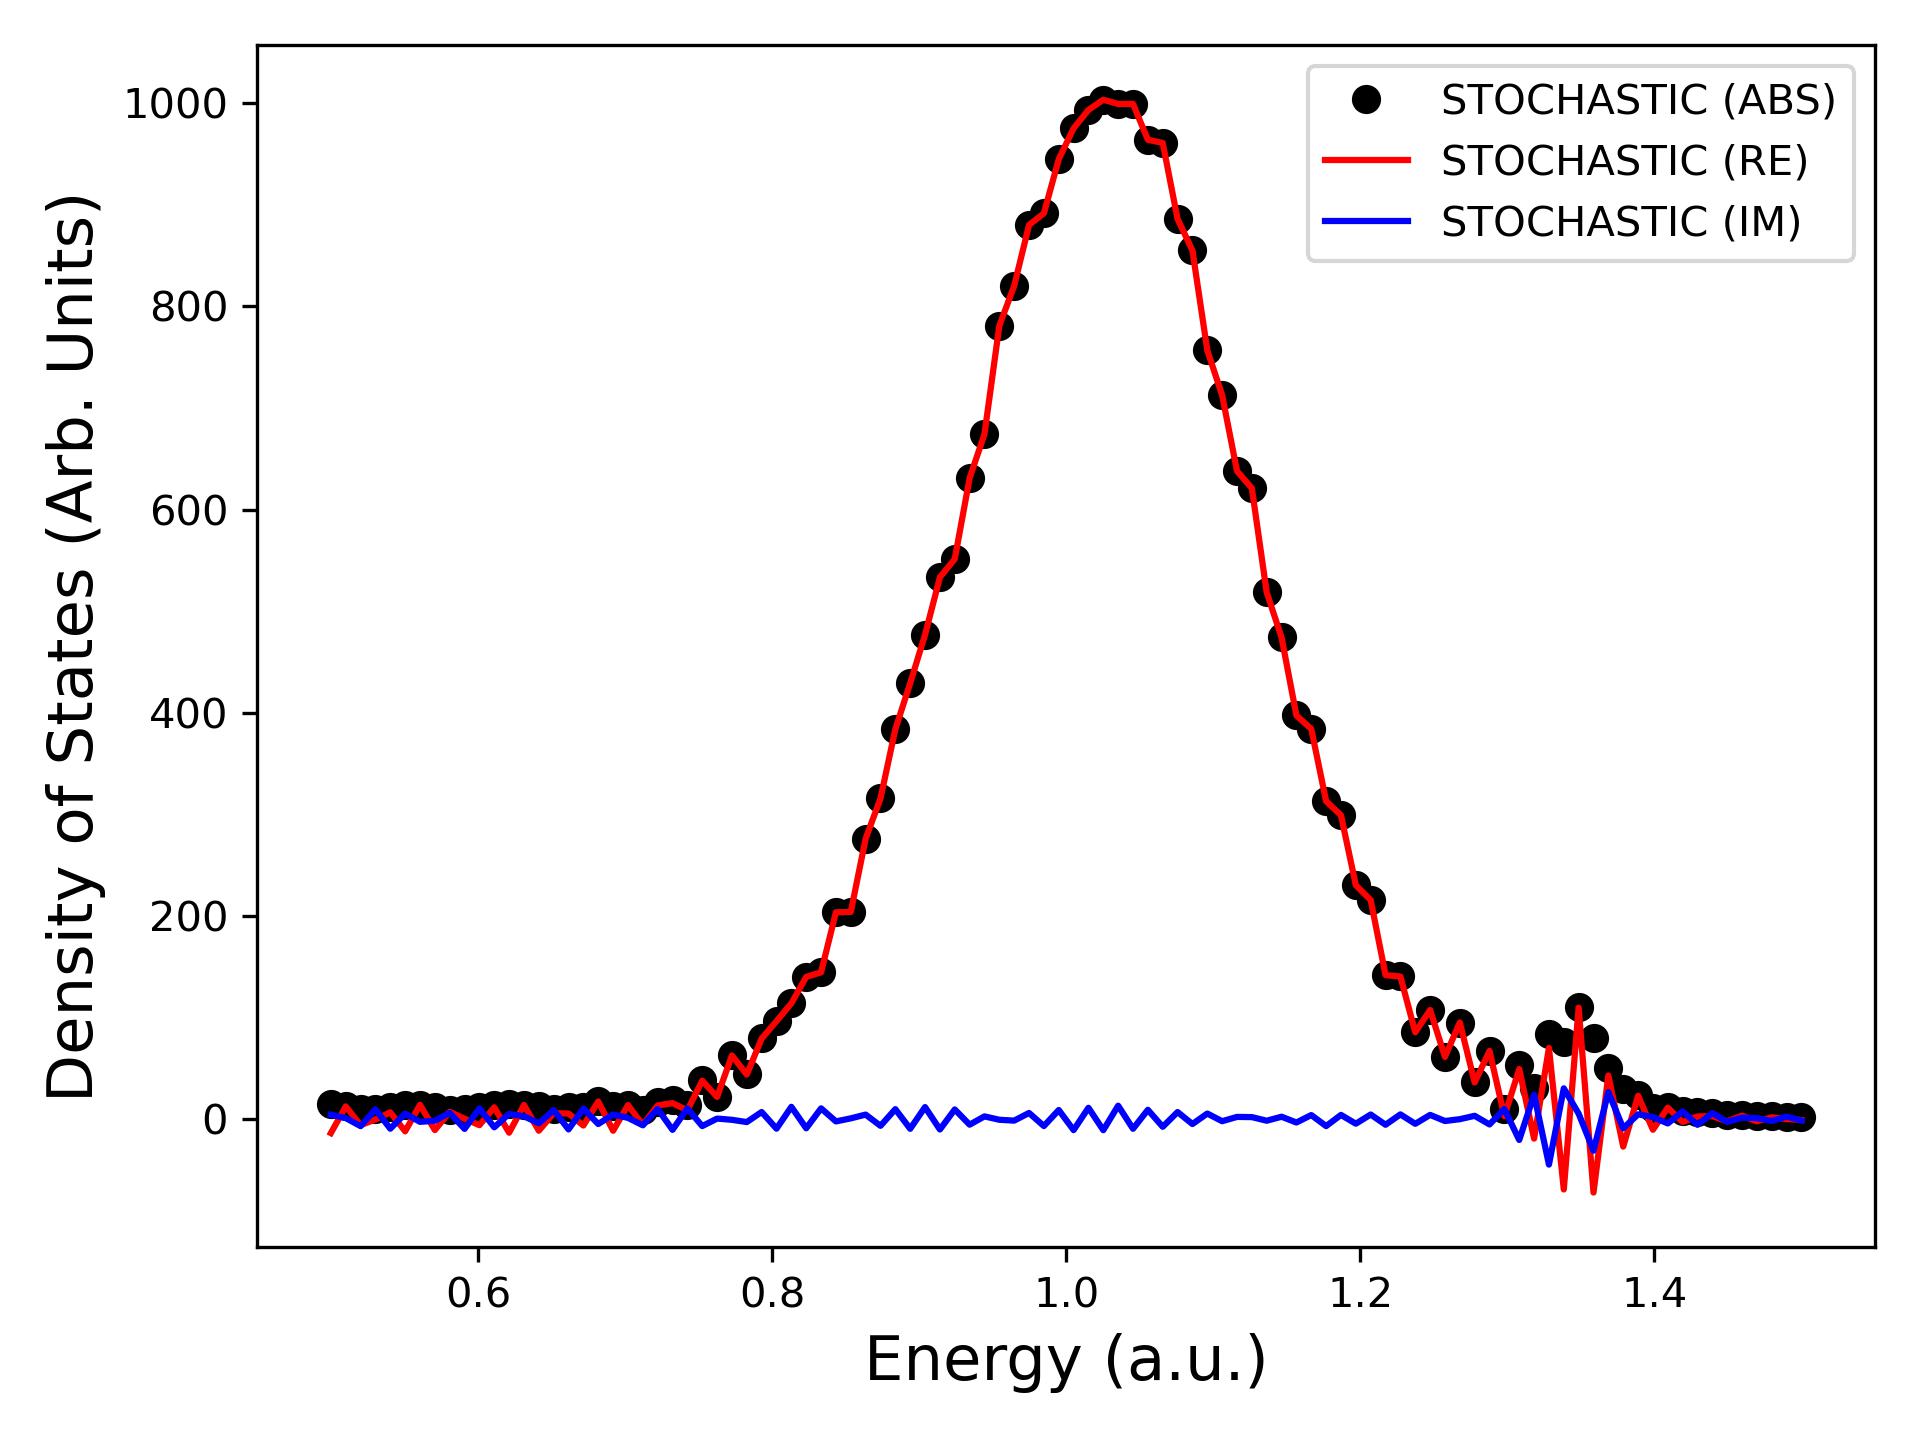 STOCHASTIC (ABS)
STOCHASTIC (RE)
STOCHASTIC (IM)
Density of States (Arb. Units)
1000
800
600
400
200
0
0.6 0.8 1.0 1.2 1.4
Energy (a.u.)